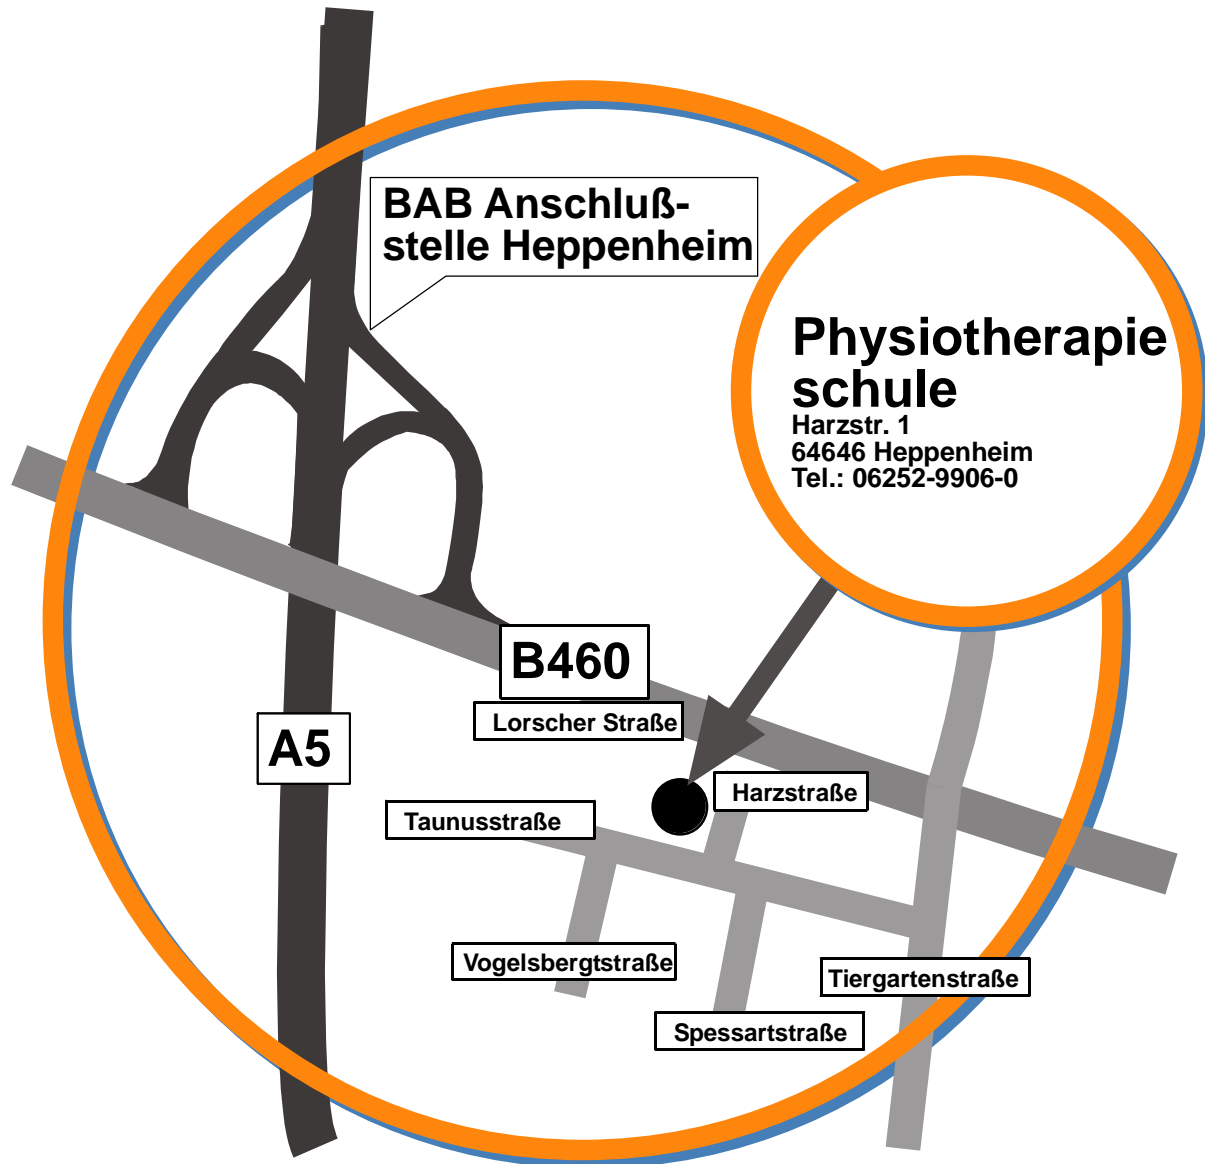 BAB Anschluß-
stelle Heppenheim
Physiotherapie
schule
Harzstr. 1
64646 Heppenheim
Tel.: 06252-9906-0
B460
Lorscher Straße
A5
Harzstraße
Taunusstraße
Vogelsbergtstraße
Tiergartenstraße
Spessartstraße